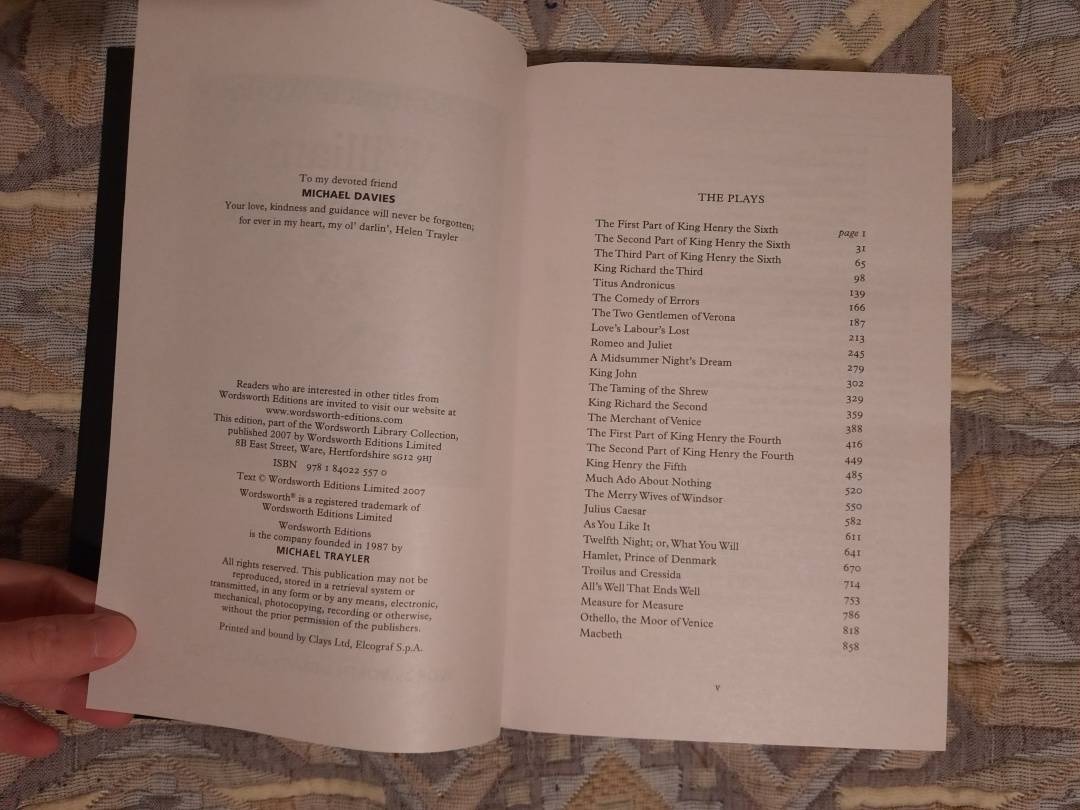 To my devoted friend
MICHAEL DAVIES
Your love, kindness and guidance will never be forgotten;
for ever in my heart, my ol' darlin', Helen Trayler
Readers who are interested in other titles from
Wordsworth Editions are invited to visit our website at
www.wordsworth-editions.com
This edition, part of the Wordsworth Library Collection,
published 2007 by Wordsworth Editions Limited
8B East Street, Ware, Hertfordshire SG12 9HJ
ISBN 978 1 84022 557 0
Text © Wordsworth Editions Limited 2007
Wordsworth® is a registered trademark of
Wordsworth Editions Limited
Wordsworth Editions
is the company founded in 1987 by
MICHAEL TRAYLER
All rights reserved. This publication may not be
reproduced, stored in a retrieval system or
transmitted, in any form or by any means, electronic,
mechanical, photocopying, recording or otherwise,
without the prior permission of the publishers.
Printed and bound by Clays Ltd, Elcograf S.p.A.
THE PLAYS
The First Part of King Henry the Sixth page 1
The Second Part of King Henry the Sixth 31
The Third Part of King Henry the Sixth 65
King Richard the Third 98
Titus Andronicus 139
The Comedy of Errors 166
The Two Gentlemen of Verona 187
Love's Labour's Lost 213
Romeo and Juliet 245
A Midsummer Night's Dream 279
King John 302
The Taming of the Shrew 329
King Richard the Second 359
The Merchant of Venice 388
The First Part of King Henry the Fourth 416
The Second Part of King Henry the Fourth 449
King Henry the Fifth 485
Much Ado About Nothing 520
The Merry Wives of Windsor 550
Julius Caesar 582
As You Like It 611
Twelfth Night; or, What You Will 641
Hamlet, Prince of Denmark 670
Troilus and Cressida 714
All's Well That Ends Well 753
Measure for Measure 786
Othello, the Moor of Venice 818
Macbeth 858
v